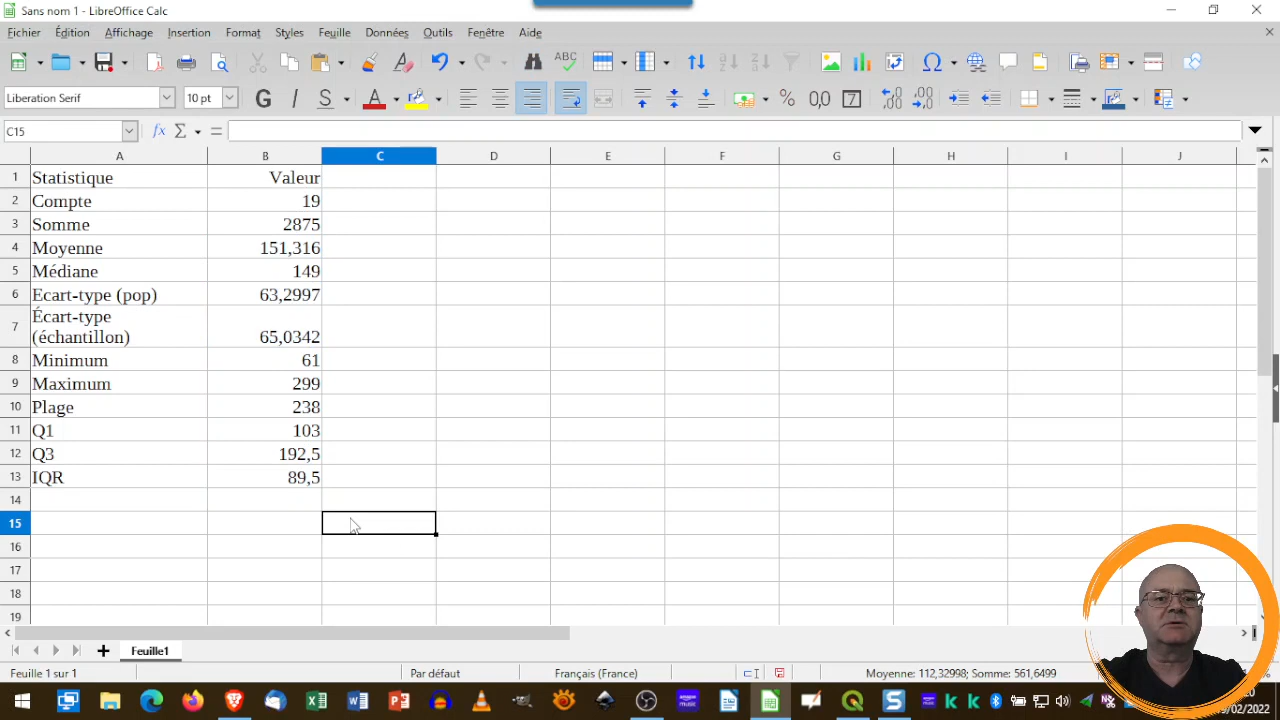 Sans nom 1 - LibreOffice Calc
Fichier Édition Affichage Insertion Format Styles Feuille Données Outils Fenêtre Aide
Liberation Serif 10 pt G I S % 0,0 7
C15 fx Σ =
A B C D E F G H I J
1 Statistique Valeur
2 Compte 19
3 Somme 2875
4 Moyenne 151,316
5 Médiane 149
6 Ecart-type (pop) 63,2997
7 Écart-type
(échantillon) 65,0342
8 Minimum 61
9 Maximum 299
10 Plage 238
11 Q1 103
12 Q3 192,5
13 IQR 89,5
14
15
16
17
18
19
Feuille1
Feuille 1 sur 1 Par défaut Français (France) Moyenne: 112,32998; Somme: 561,6499